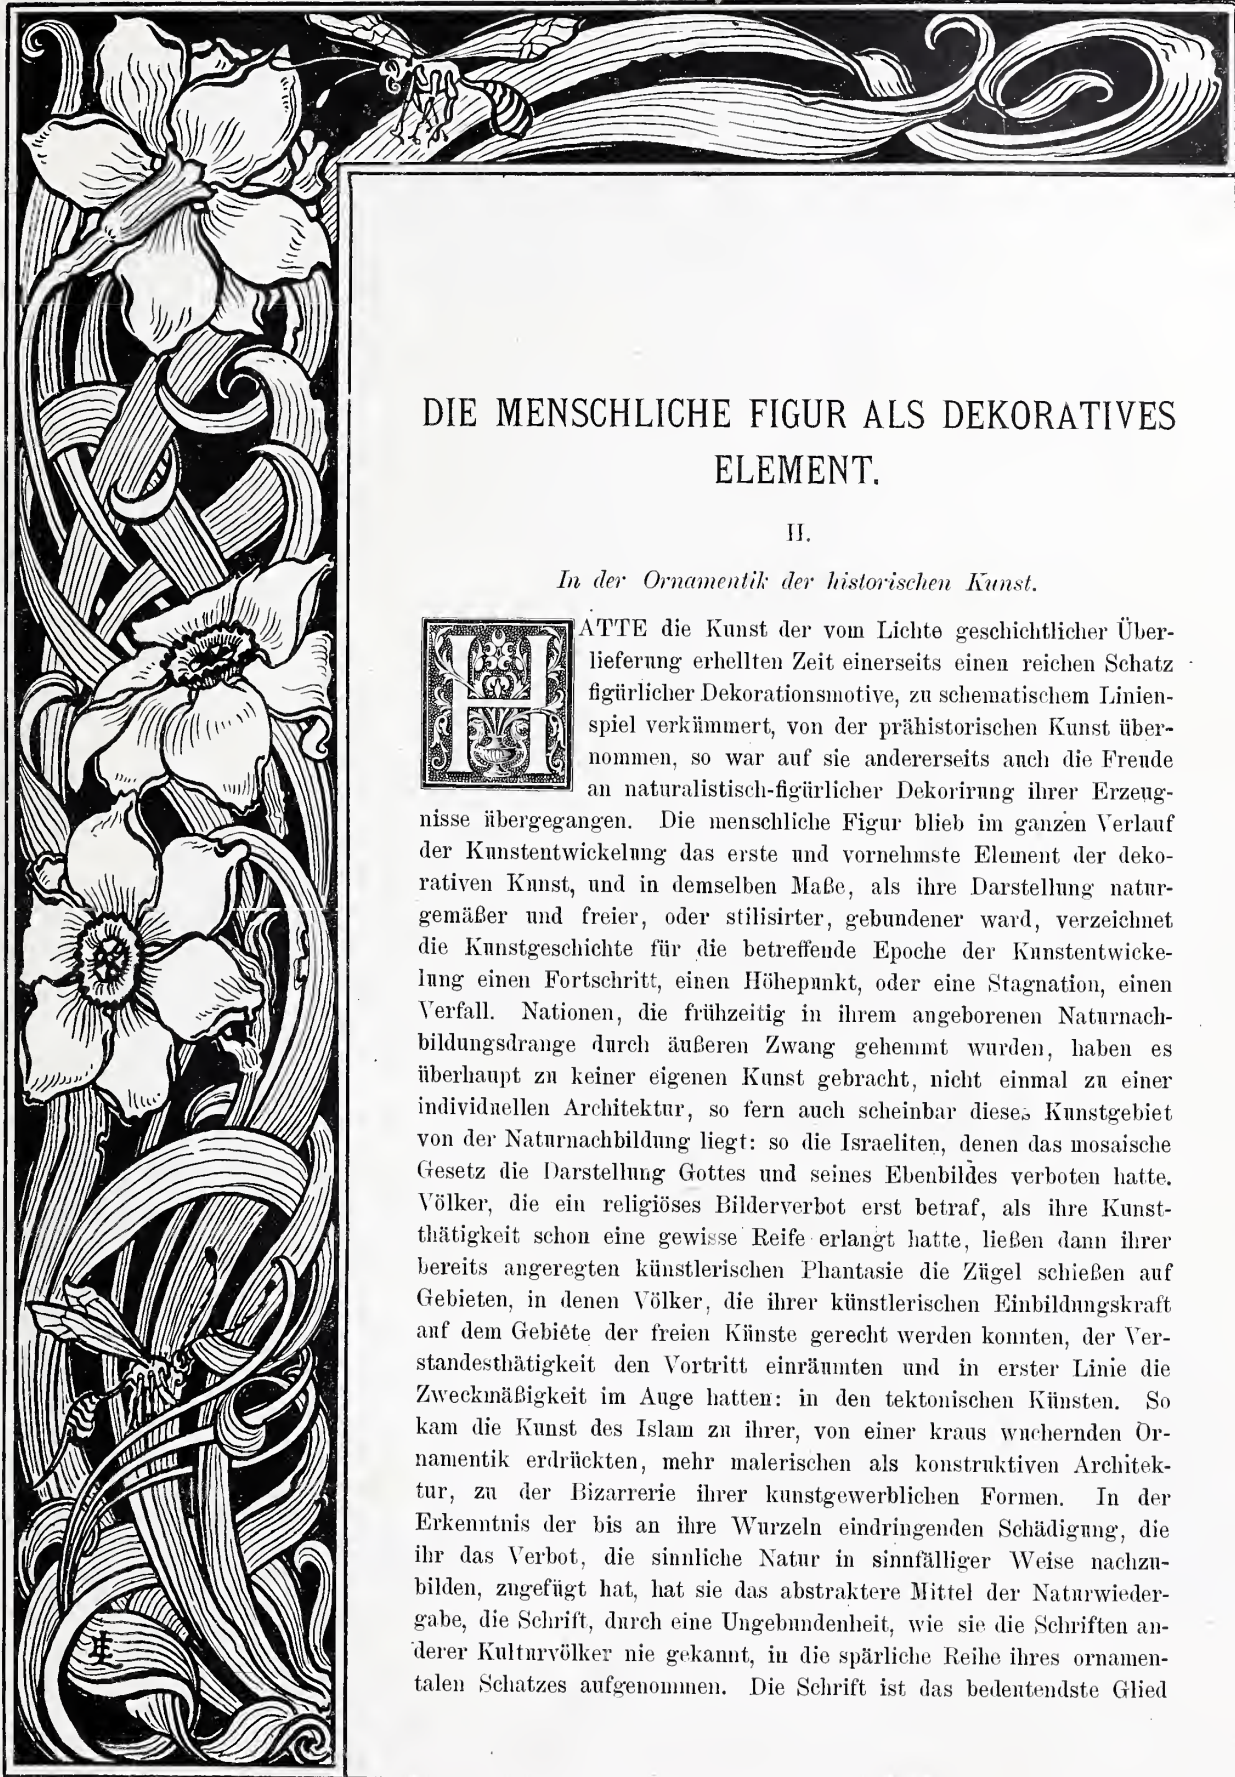 DIE MENSCHLICHE FIGUR ALS DEKORATIVES
ELEMENT.
II.
In der Ornamentik der historischen Kunst.
HATTE die Kunst der vom Lichte geschichtlicher Über-
lieferung erhellten Zeit einerseits einen reichen Schatz
figürlicher Dekorationsmotive, zu schematischem Linien-
spiel verkümmert, von der prähistorischen Kunst über-
nommen, so war auf sie andererseits auch die Freude
an naturalistisch-figürlicher Dekorirung ihrer Erzeug-
nisse übergegangen. Die menschliche Figur blieb im ganzen Verlauf
der Kunstentwickelung das erste und vornehmste Element der deko-
rativen Kunst, und in demselben Maße, als ihre Darstellung natur-
gemäßer und freier, oder stilisirter, gebundener ward, verzeichnet
die Kunstgeschichte für die betreffende Epoche der Kunstentwicke-
lung einen Fortschritt, einen Höhepunkt, oder eine Stagnation, einen
Verfall. Nationen, die frühzeitig in ihrem angeborenen Naturnach-
bildungsdrange durch äußeren Zwang gehemmt wurden, haben es
überhaupt zu keiner eigenen Kunst gebracht, nicht einmal zu einer
individuellen Architektur, so fern auch scheinbar dieses Kunstgebiet
von der Naturnachbildung liegt: so die Israeliten, denen das mosaische
Gesetz die Darstellung Gottes und seines Ebenbildes verboten hatte.
Völker, die ein religiöses Bilderverbot erst betraf, als ihre Kunst-
thätigkeit schon eine gewisse Reife erlangt hatte, ließen dann ihrer
bereits angeregten künstlerischen Phantasie die Zügel schießen auf
Gebieten, in denen Völker, die ihrer künstlerischen Einbildungskraft
auf dem Gebiete der freien Künste gerecht werden konnten, der Ver-
standesthätigkeit den Vortritt einräumten und in erster Linie die
Zweckmäßigkeit im Auge hatten: in den tektonischen Künsten. So
kam die Kunst des Islam zu ihrer, von einer kraus wuchernden Or-
namentik erdrückten, mehr malerischen als konstruktiven Architek-
tur, zu der Bizarrerie ihrer kunstgewerblichen Formen. In der
Erkenntnis der bis an ihre Wurzeln eindringenden Schädigung, die
ihr das Verbot, die sinnliche Natur in sinnfälliger Weise nachzu-
bilden, zugefügt hat, hat sie das abstraktere Mittel der Naturwieder-
gabe, die Schrift, durch eine Ungebundenheit, wie sie die Schriften an-
derer Kulturvölker nie gekannt, in die spärliche Reihe ihres ornamen-
talen Schatzes aufgenommen. Die Schrift ist das bedeutendste Glied